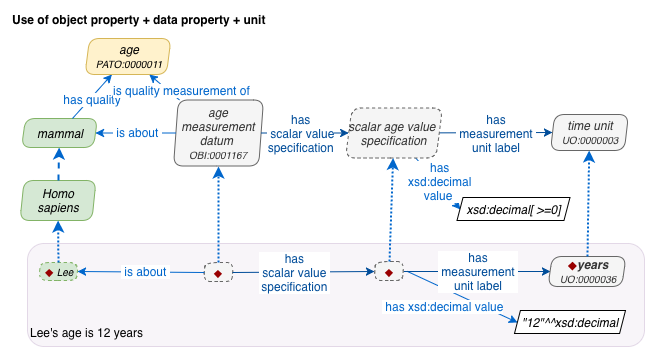 Use of object property + data property + unit
age
PATO:0000011
has quality
is quality measurement of
mammal
is about
age
measurement
datum
OBI:0001167
has
scalar value
specification
scalar age value
specification
has
measurement
unit label
time unit
UO:0000003
has
xsd:decimal
value
xsd:decimal[ >=0]
Homo
sapiens
Lee
is about
has
scalar value
specification
has
measurement
unit label
years
UO:0000036
has xsd:decimal value
"12"^^xsd:decimal
Lee's age is 12 years